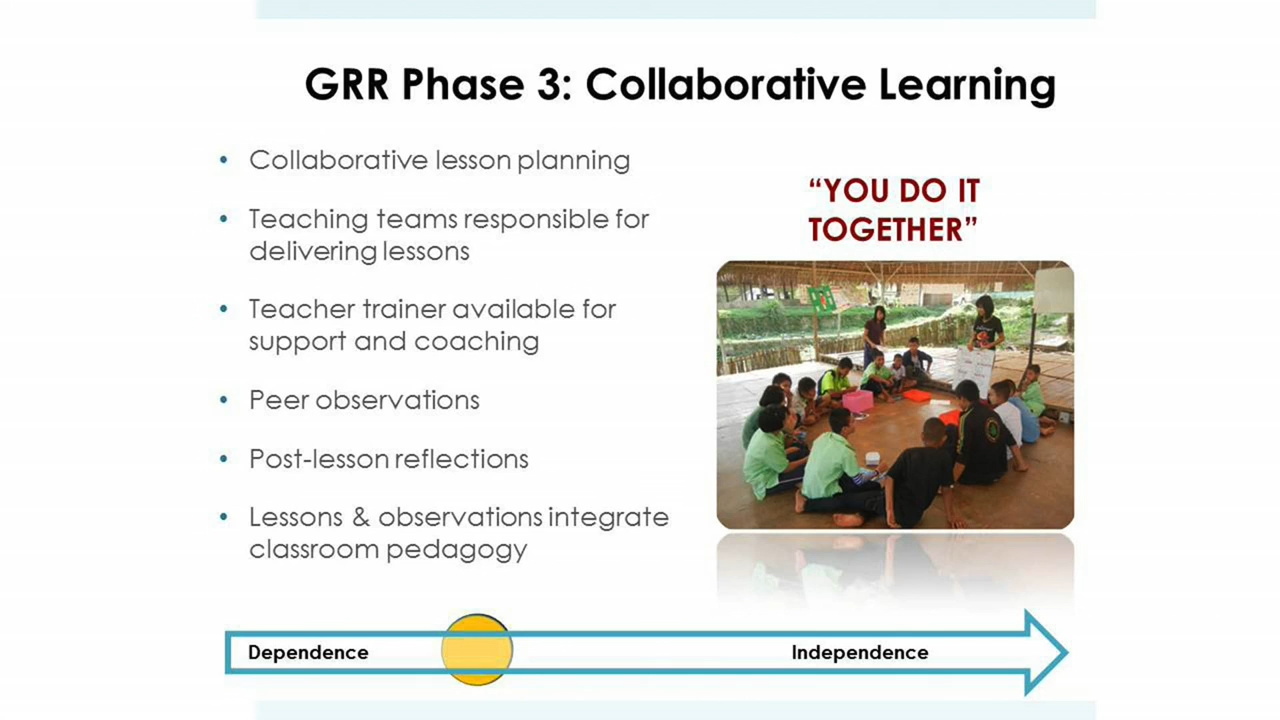 GRR Phase 3: Collaborative Learning
• Collaborative lesson planning
• Teaching teams responsible for
delivering lessons
• Teacher trainer available for
support and coaching
• Peer observations
• Post-lesson reflections
• Lessons & observations integrate
classroom pedagogy
“YOU DO IT
TOGETHER”
Dependence
Independence